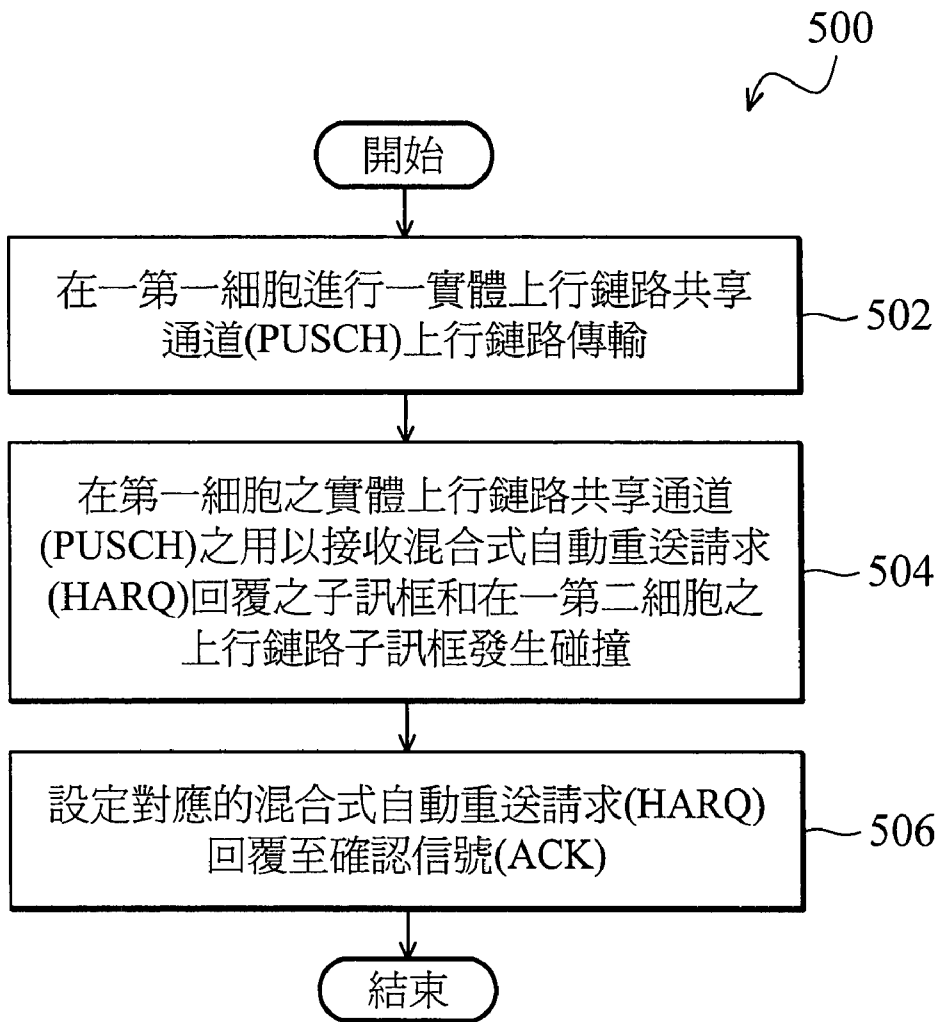 500
開始
在一第一細胞進行一實體上行鏈路共享
通道(PUSCH)上行鏈路傳輸
502
在第一細胞之實體上行鏈路共享通道
(PUSCH)之用以接收混合式自動重送請求
(HARQ)回覆之子訊框和在一第二細胞之
上行鏈路子訊框發生碰撞
504
設定對應的混合式自動重送請求(HARQ)
回覆至確認信號(ACK)
506
結束